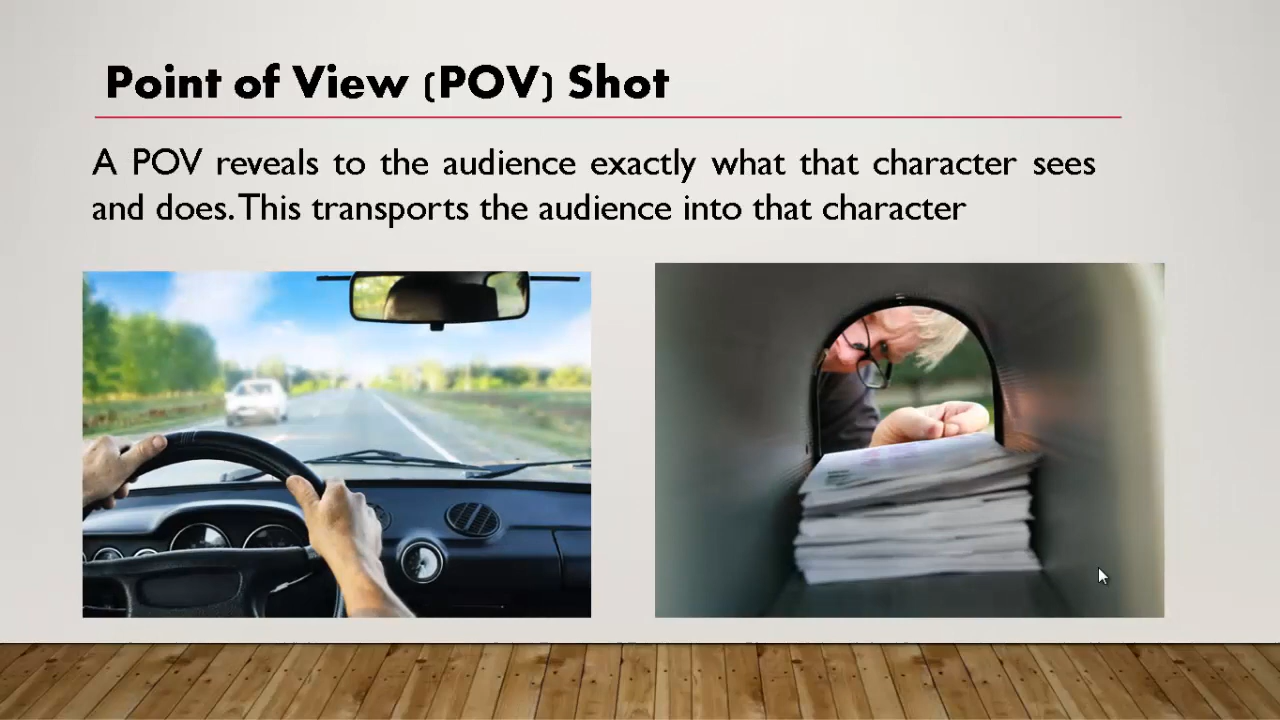 Point of View (POV) Shot
A POV reveals to the audience exactly what that character sees
and does. This transports the audience into that character